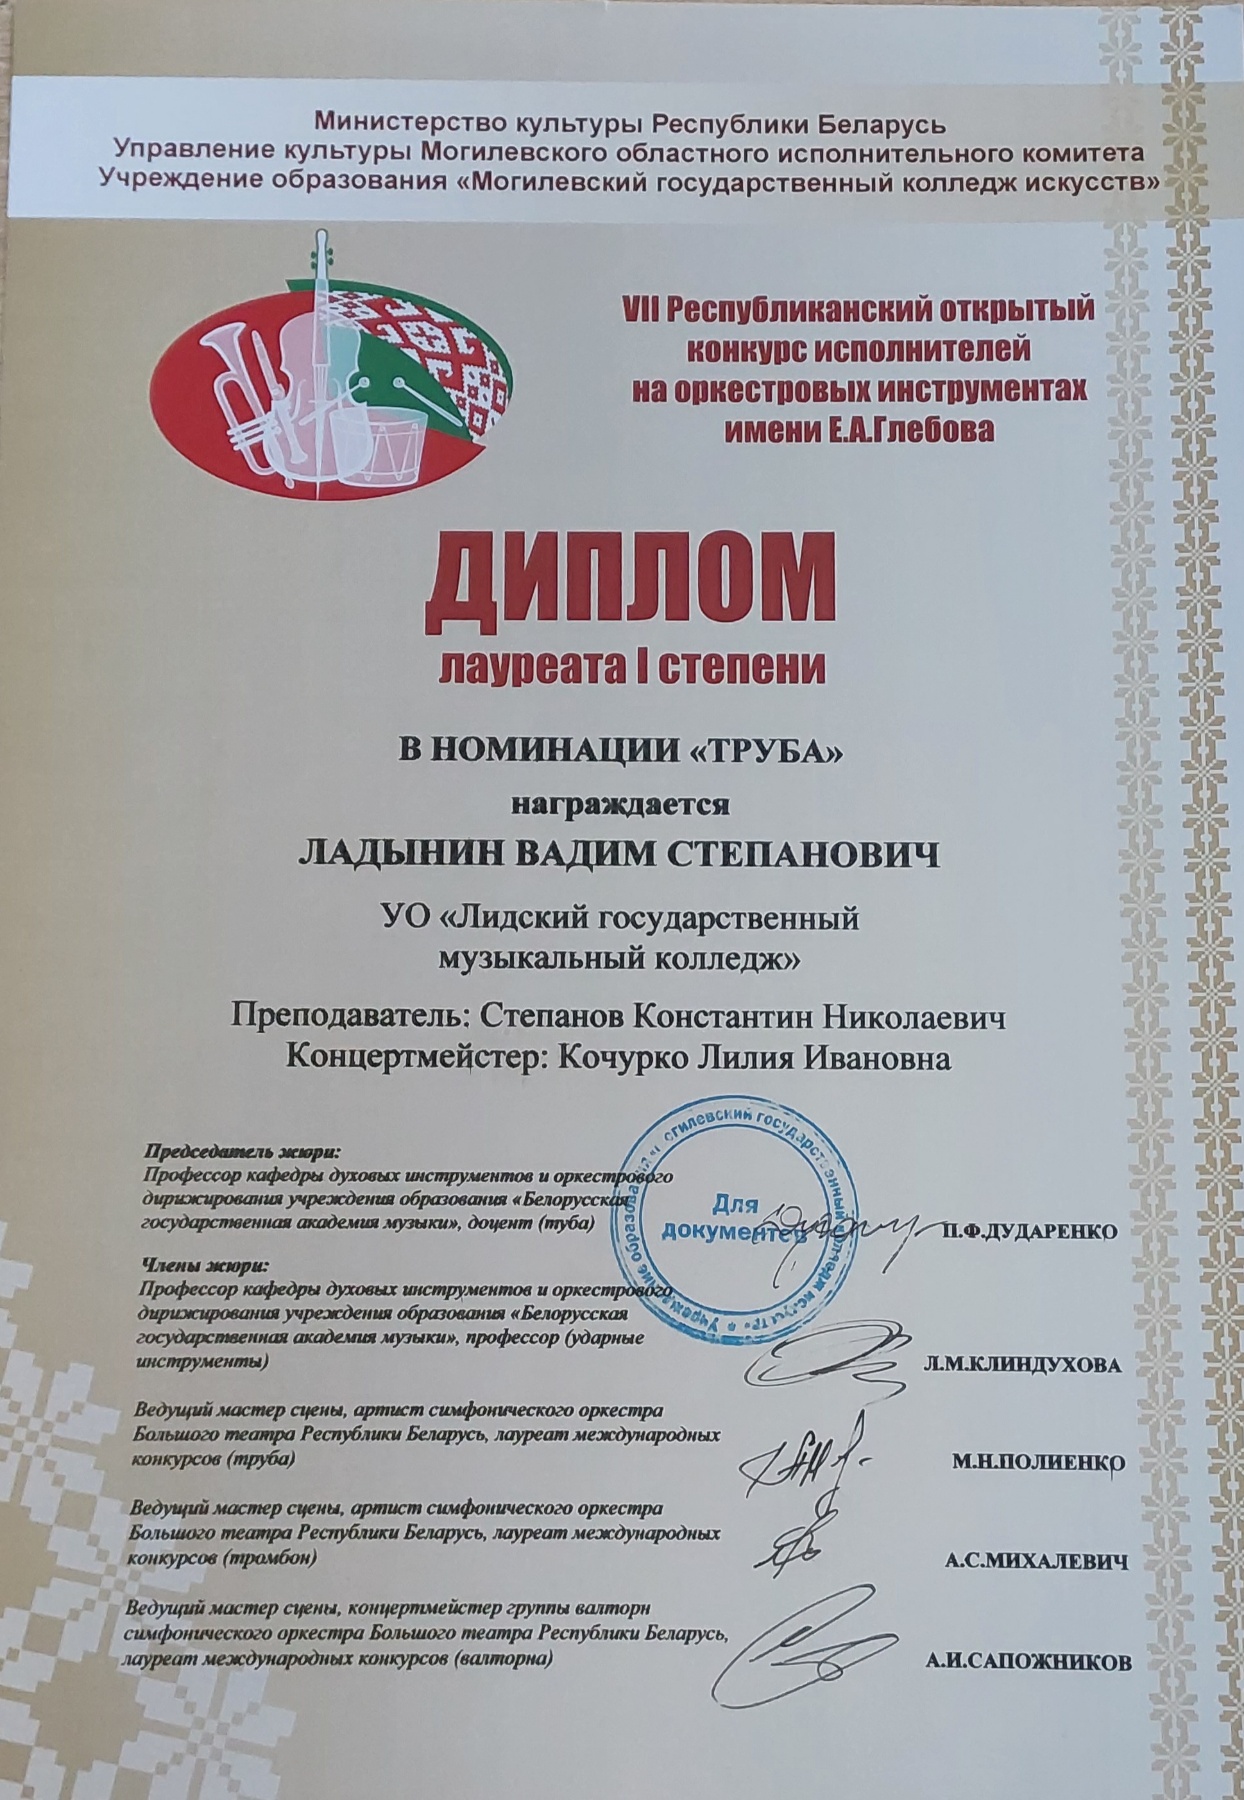 Министерство культуры Республики Беларусь
Управление культуры Могилевского областного исполнительного комитета
Учреждение образования «Могилевский государственный колледж искусств»
VII Республиканский открытый
конкурс исполнителей
на оркестровых инструментах
имени Е.А.Глебова
ДИПЛОМ
лауреата I степени
В НОМИНАЦИИ «ТРУБА»
награждается
ЛАДЫНИН ВАДИМ СТЕПАНОВИЧ
УО «Лидский государственный
музыкальный колледж»
Преподаватель: Степанов Константин Николаевич
Концертмейстер: Кочурко Лилия Ивановна
Председатель жюри:
Профессор кафедры духовых инструментов и оркестрового
дирижирования учреждения образования «Белорусская
государственная академия музыки», доцент (туба)
П.Ф.ДУДАРЕНКО
Для
документов
Члены жюри:
Профессор кафедры духовых инструментов и оркестрового
дирижирования учреждения образования «Белорусская
государственная академия музыки», профессор (ударные
инструменты)
Л.М.КЛИНДУХОВА
Ведущий мастер сцены, артист симфонического оркестра
Большого театра Республики Беларусь, лауреат международных
конкурсов (труба)
М.Н.ПОЛИЕНКО
Ведущий мастер сцены, артист симфонического оркестра
Большого театра Республики Беларусь, лауреат международных
конкурсов (тромбон)
А.С.МИХАЛЕВИЧ
Ведущий мастер сцены, концертмейстер группы валторн
симфонического оркестра Большого театра Республики Беларусь,
лауреат международных конкурсов (валторна)
А.И.САПОЖНИКОВ